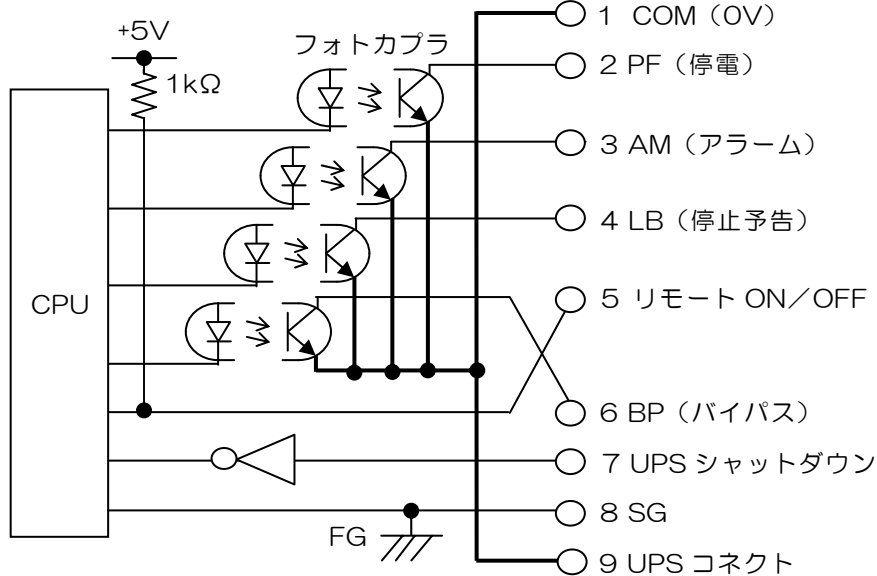 1 COM（0V）
+5V
フォトカプラ
2 PF（停電）
1kΩ
3 AM（アラーム）
4 LB（停止予告）
CPU
5 リモート ON／OFF
6 BP（バイパス）
7 UPS シャットダウン
8 SG
FG
9 UPS コネクト